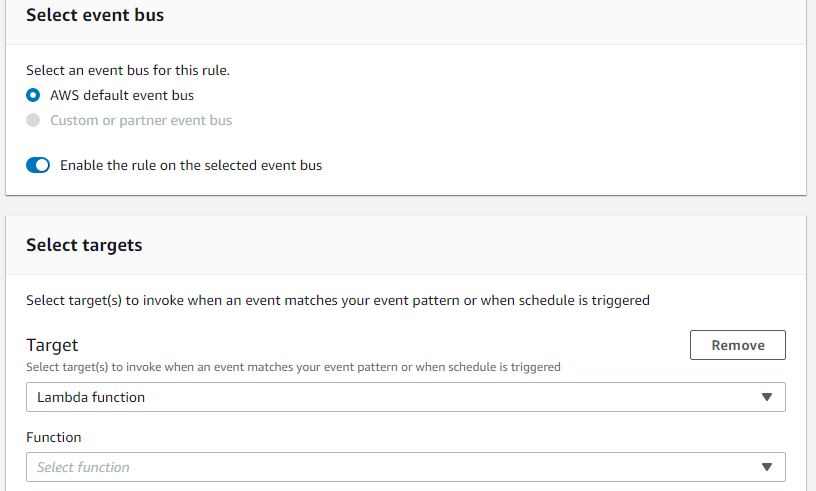 Select event bus
Select an event bus for this rule.
AWS default event bus
Custom or partner event bus
Enable the rule on the selected event bus
Select targets
Select target(s) to invoke when an event matches your event pattern or when schedule is triggered
Target
Remove
Select target(s) to invoke when an event matches your event pattern or when schedule is triggered
Lambda function
Function
Select function